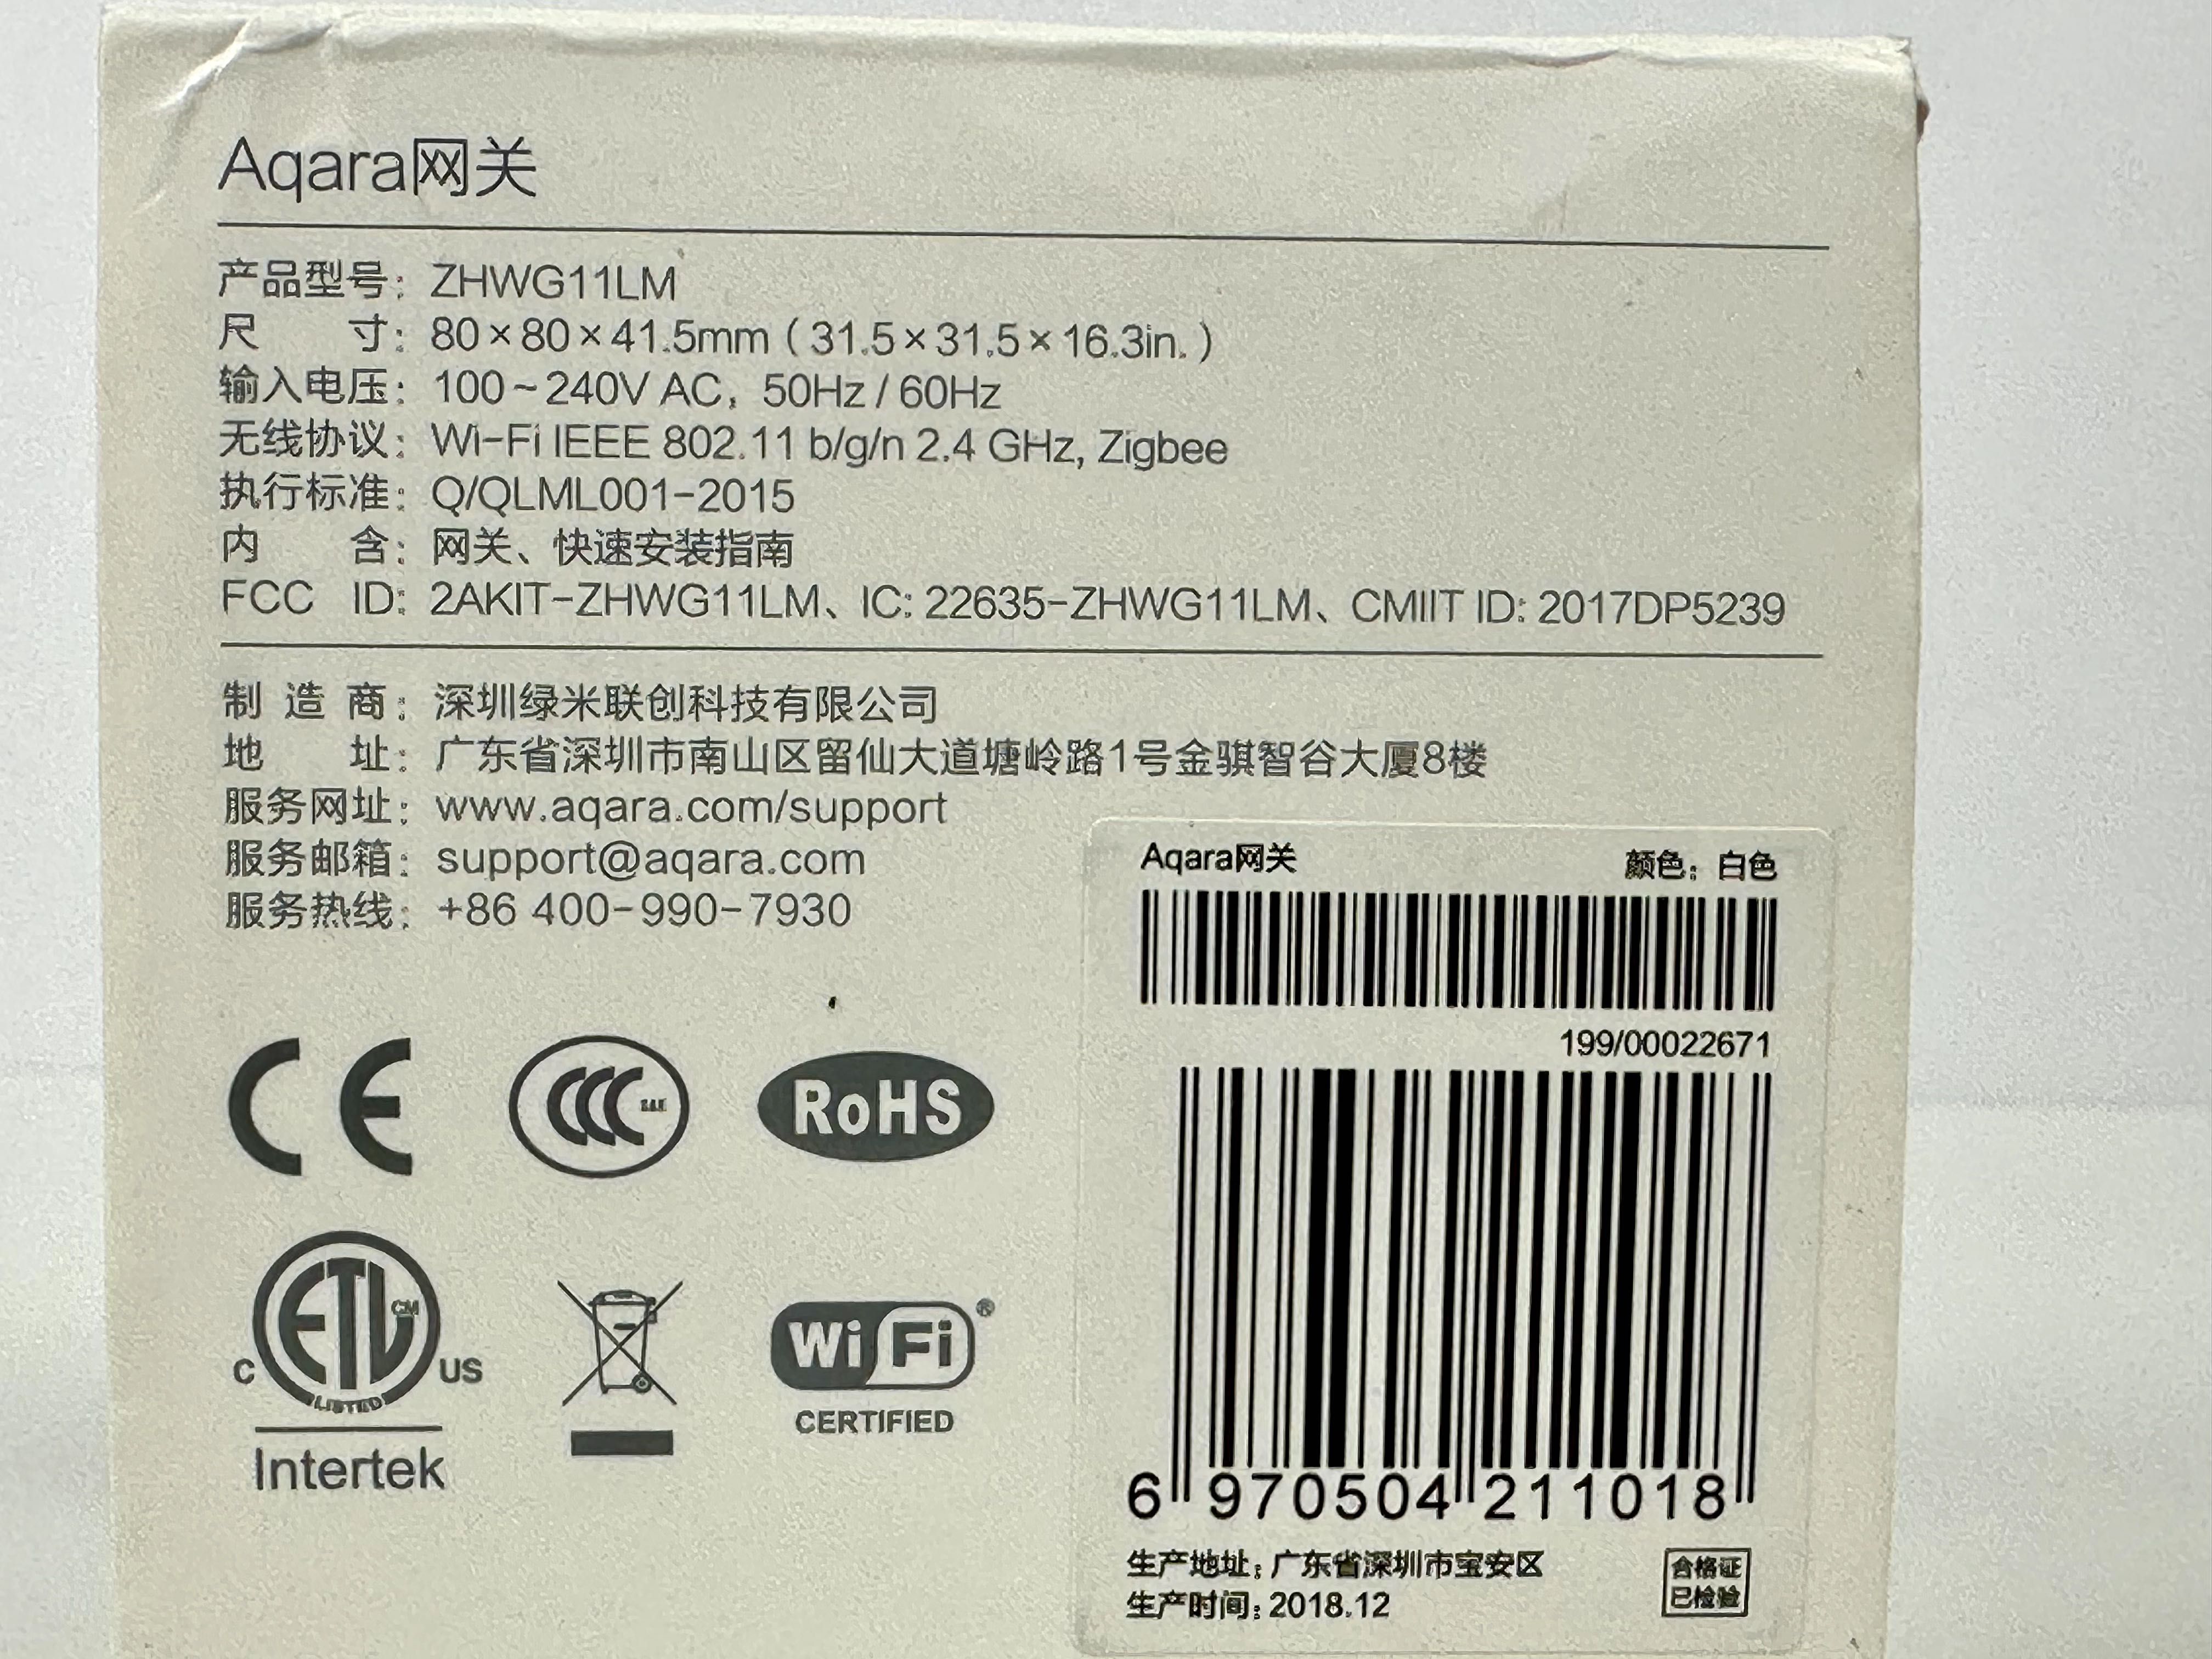 Aqara网关
产品型号：ZHWG11LM
尺 寸：80×80×41.5mm（31.5×31.5×16.3in.）
输入电压：100~240V AC，50Hz / 60Hz
无线协议：Wi-Fi IEEE 802.11 b/g/n 2.4 GHz, Zigbee
执行标准：Q/QLML001-2015
内 含：网关、快速安装指南
FCC ID: 2AKIT-ZHWG11LM、IC: 22635-ZHWG11LM、CMIIT ID: 2017DP5239
制 造 商：深圳绿米联创科技有限公司
地 址：广东省深圳市南山区留仙大道塘岭路1号金骐智谷大厦8楼
服务网址：www.aqara.com/support
服务邮箱：support@aqara.com
服务热线：+86 400-990-7930
Aqara网关 颜色：白色
199/00022671
6 970504 211018
生产地址：广东省深圳市宝安区
生产时间：2018.12
合格证
已检验
CE
CCC
RoHS
ETL CM
C US
LISTED
Intertek
Wi Fi ®
CERTIFIED